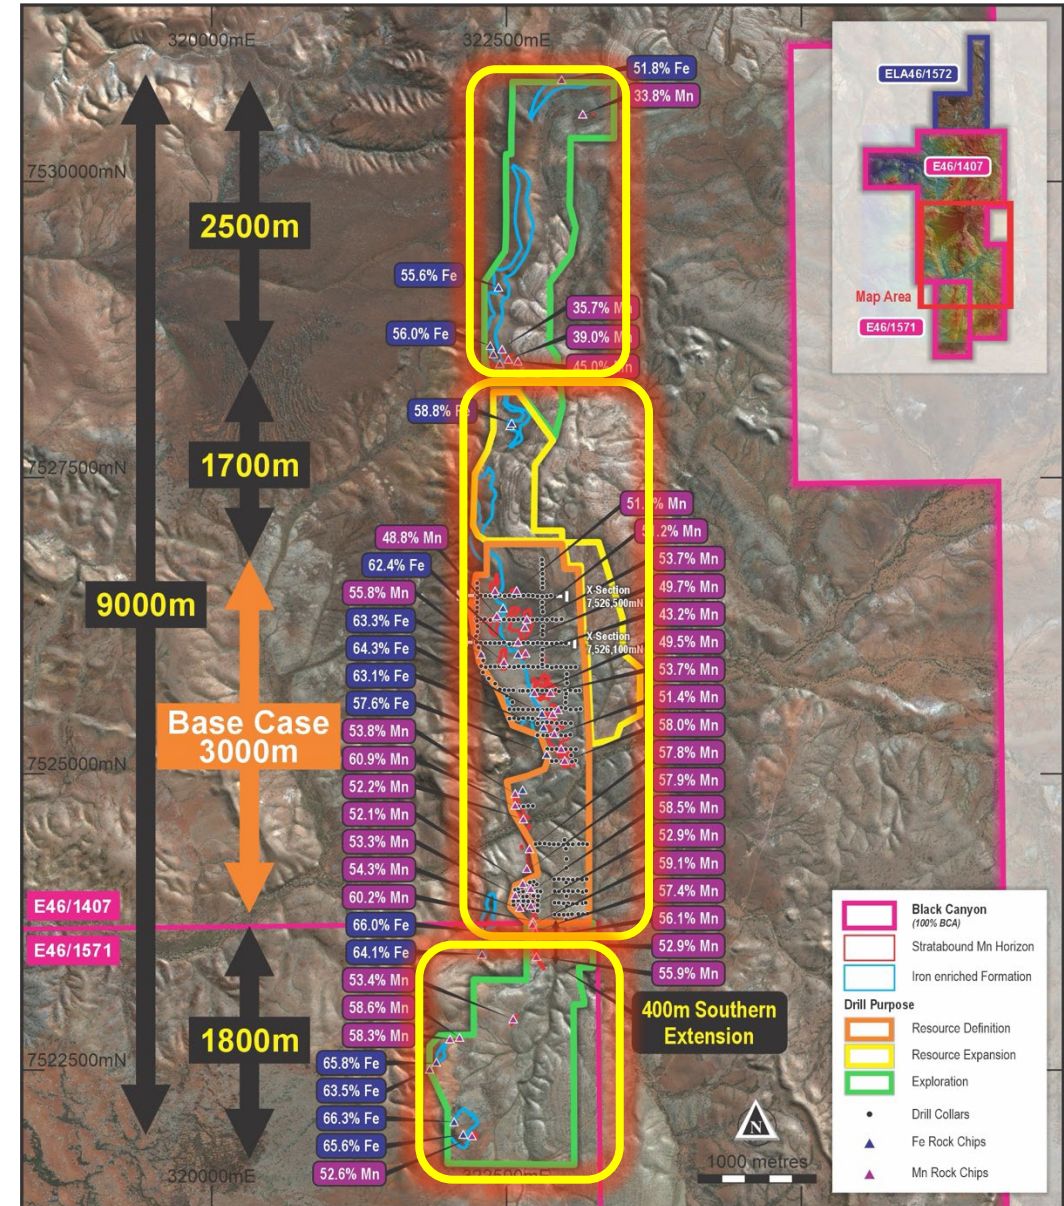 320000mE
322500mE
51.8% Fe
33.8% Mn
ELA46/1572
E46/1407
Map Area
E46/1571
7530000mN
2500m
55.6% Fe
35.7%
56.0% Fe
39.0% Mn
45.0% Mn
58.8% Fe
7527500mN
1700m
48.8% Mn
62.4% Fe
55.8% Mn
63.3% Fe
64.3% Fe
63.1% Fe
57.6% Fe
53.8% Mn
60.9% Mn
52.2% Mn
52.1% Mn
53.3% Mn
54.3% Mn
60.2% Mn
66.0% Fe
64.1% Fe
53.4% Mn
58.6% Mn
58.3% Mn
65.8% Fe
63.5% Fe
66.3% Fe
65.6% Fe
52.6% Mn
Mn
Mn
53.7% Mn
49.7% Mn
43.2% Mn
49.5% Mn
53.7% Mn
51.4% Mn
58.0% Mn
57.8% Mn
57.9% Mn
58.5% Mn
52.9% Mn
59.1% Mn
57.4% Mn
56.1% Mn
52.9% Mn
55.9% Mn
X-Section
7,526,500mN
X-Section
7,526,100mN
9000m
Base Case
3000m
7525000mN
E46/1407
E46/1571
1800m
7522500mN
400m Southern
Extension
320000mE
322500mE
N
1000 metres
Black Canyon
(100% BCA)
Stratabound Mn Horizon
Iron enriched Formation
Drill Purpose
Resource Definition
Resource Expansion
Exploration
Drill Collars
Fe Rock Chips
Mn Rock Chips